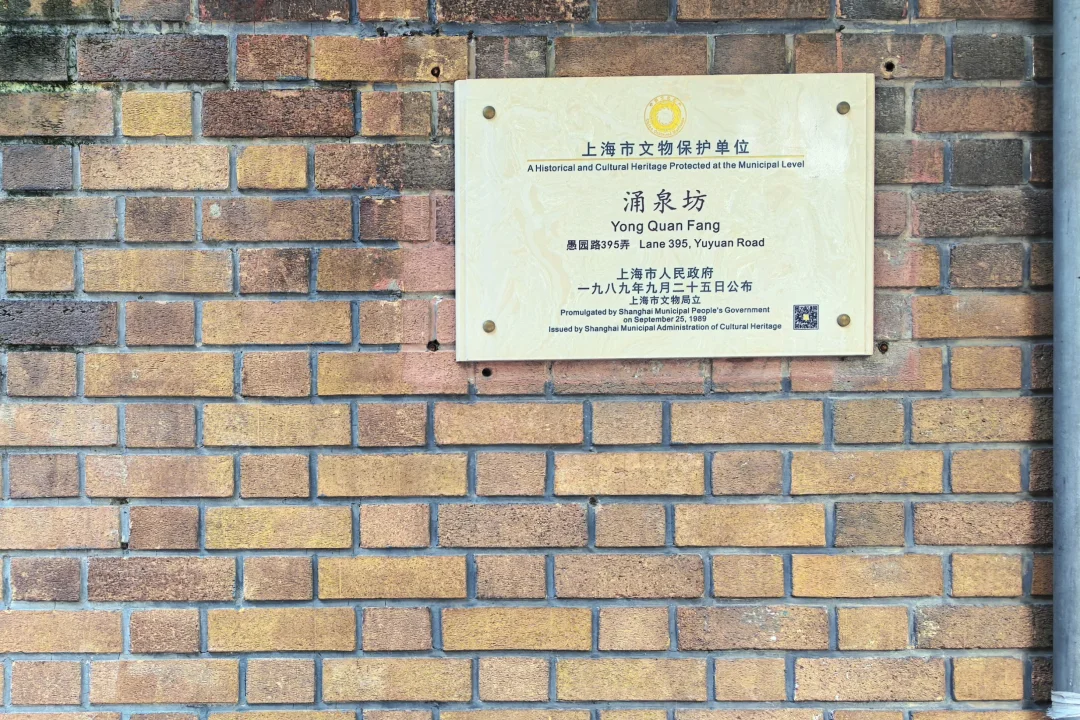 上海市文物保护单位
A Historical and Cultural Heritage Protected at the Municipal Level
涌泉坊
Yong Quan Fang
愚园路395弄 Lane 395, Yuyuan Road
上海市人民政府
一九八九年九月二十五日公布
上海市文物局立
Promulgated by Shanghai Municipal People's Government
on September 25, 1989
Issued by Shanghai Municipal Administration of Cultural Heritage